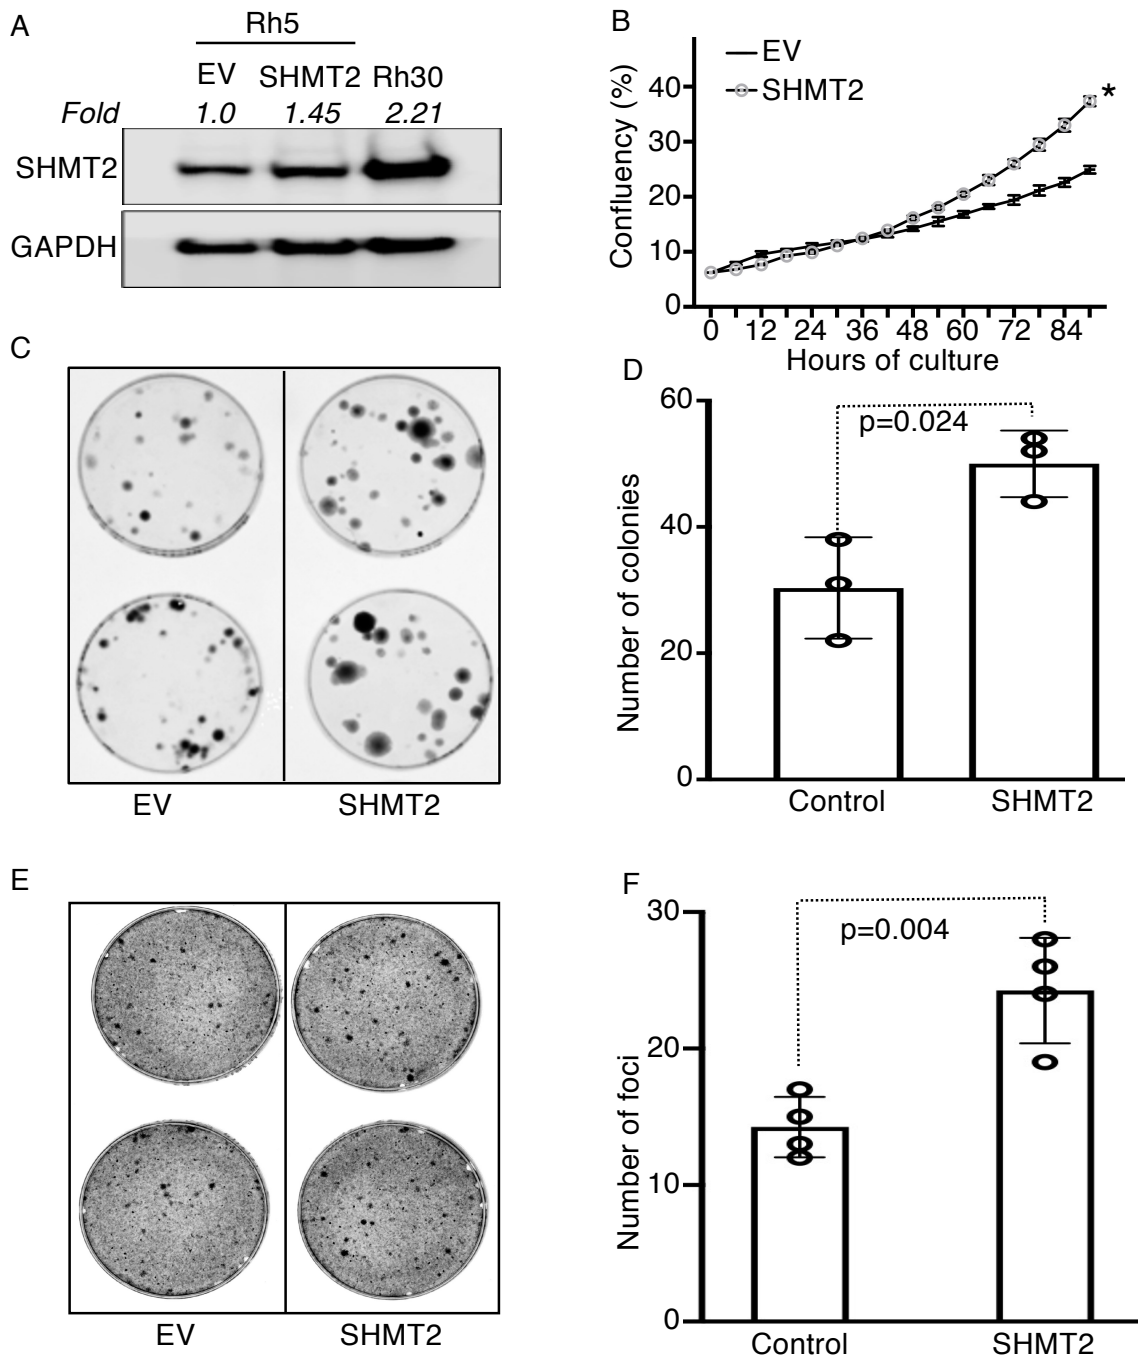 A
Rh5
EV SHMT2 Rh30
Fold 1.0 1.45 2.21
SHMT2
GAPDH
B
EV
SHMT2
*
Confluency (%)
40
30
20
10
0
0 12 24 36 48 60 72 84
Hours of culture
C
EV SHMT2
D
p=0.024
Number of colonies
60
40
20
0
Control SHMT2
E
EV SHMT2
F
p=0.004
Number of foci
30
20
10
0
Control SHMT2